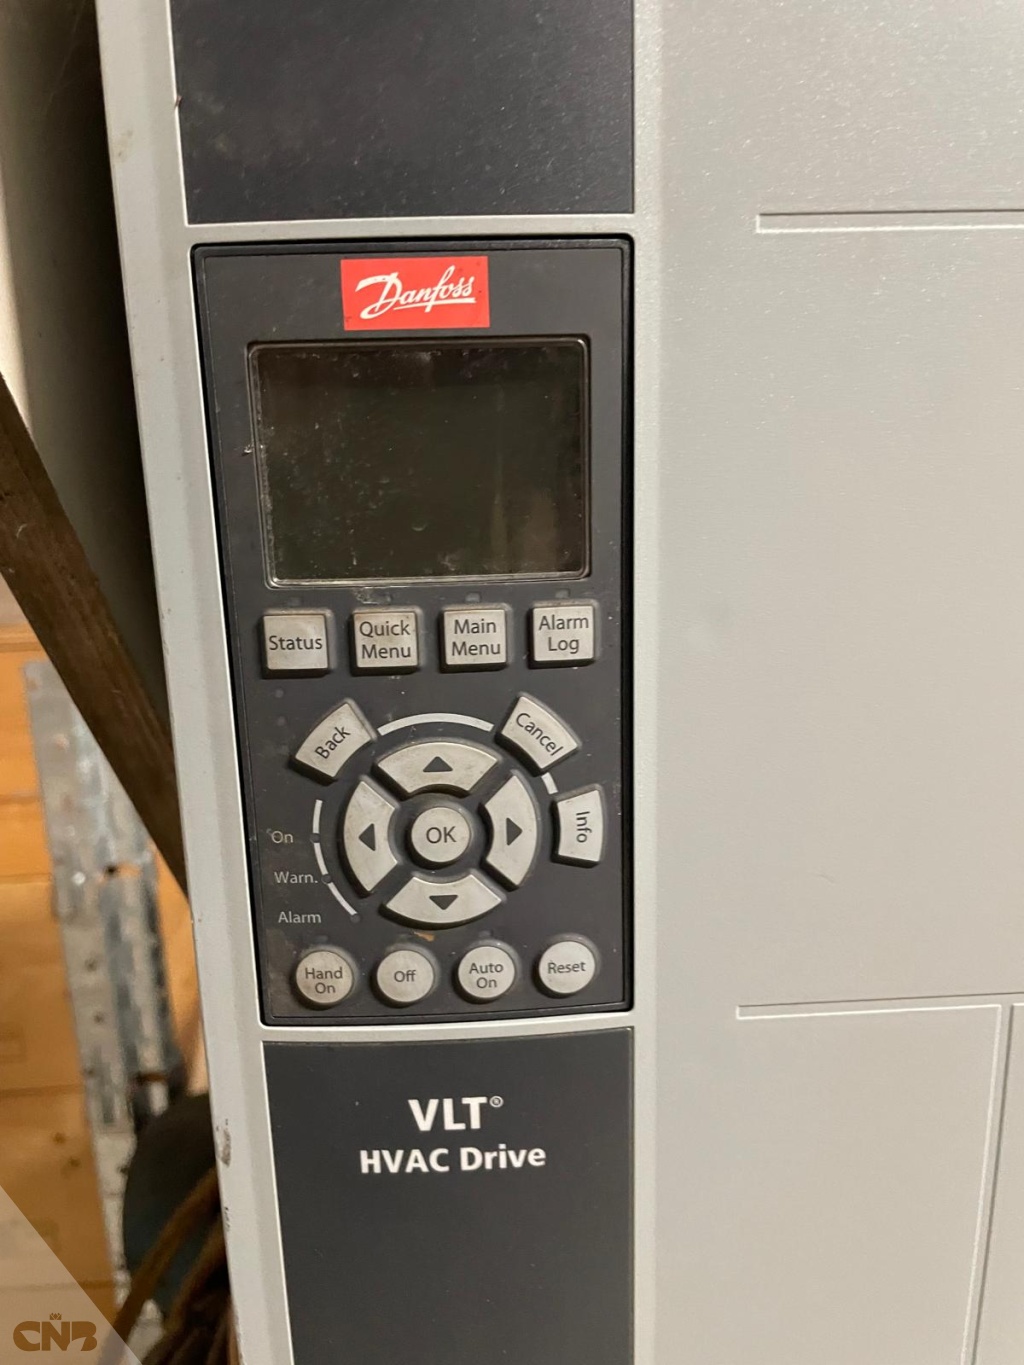 Danfoss
Status
Quick
Menu
Main
Menu
Alarm
Log
Back
Cancel
Info
OK
On
Warn.
Alarm
Hand
On
Off
Auto
On
Reset
VLT®
HVAC Drive
CNB